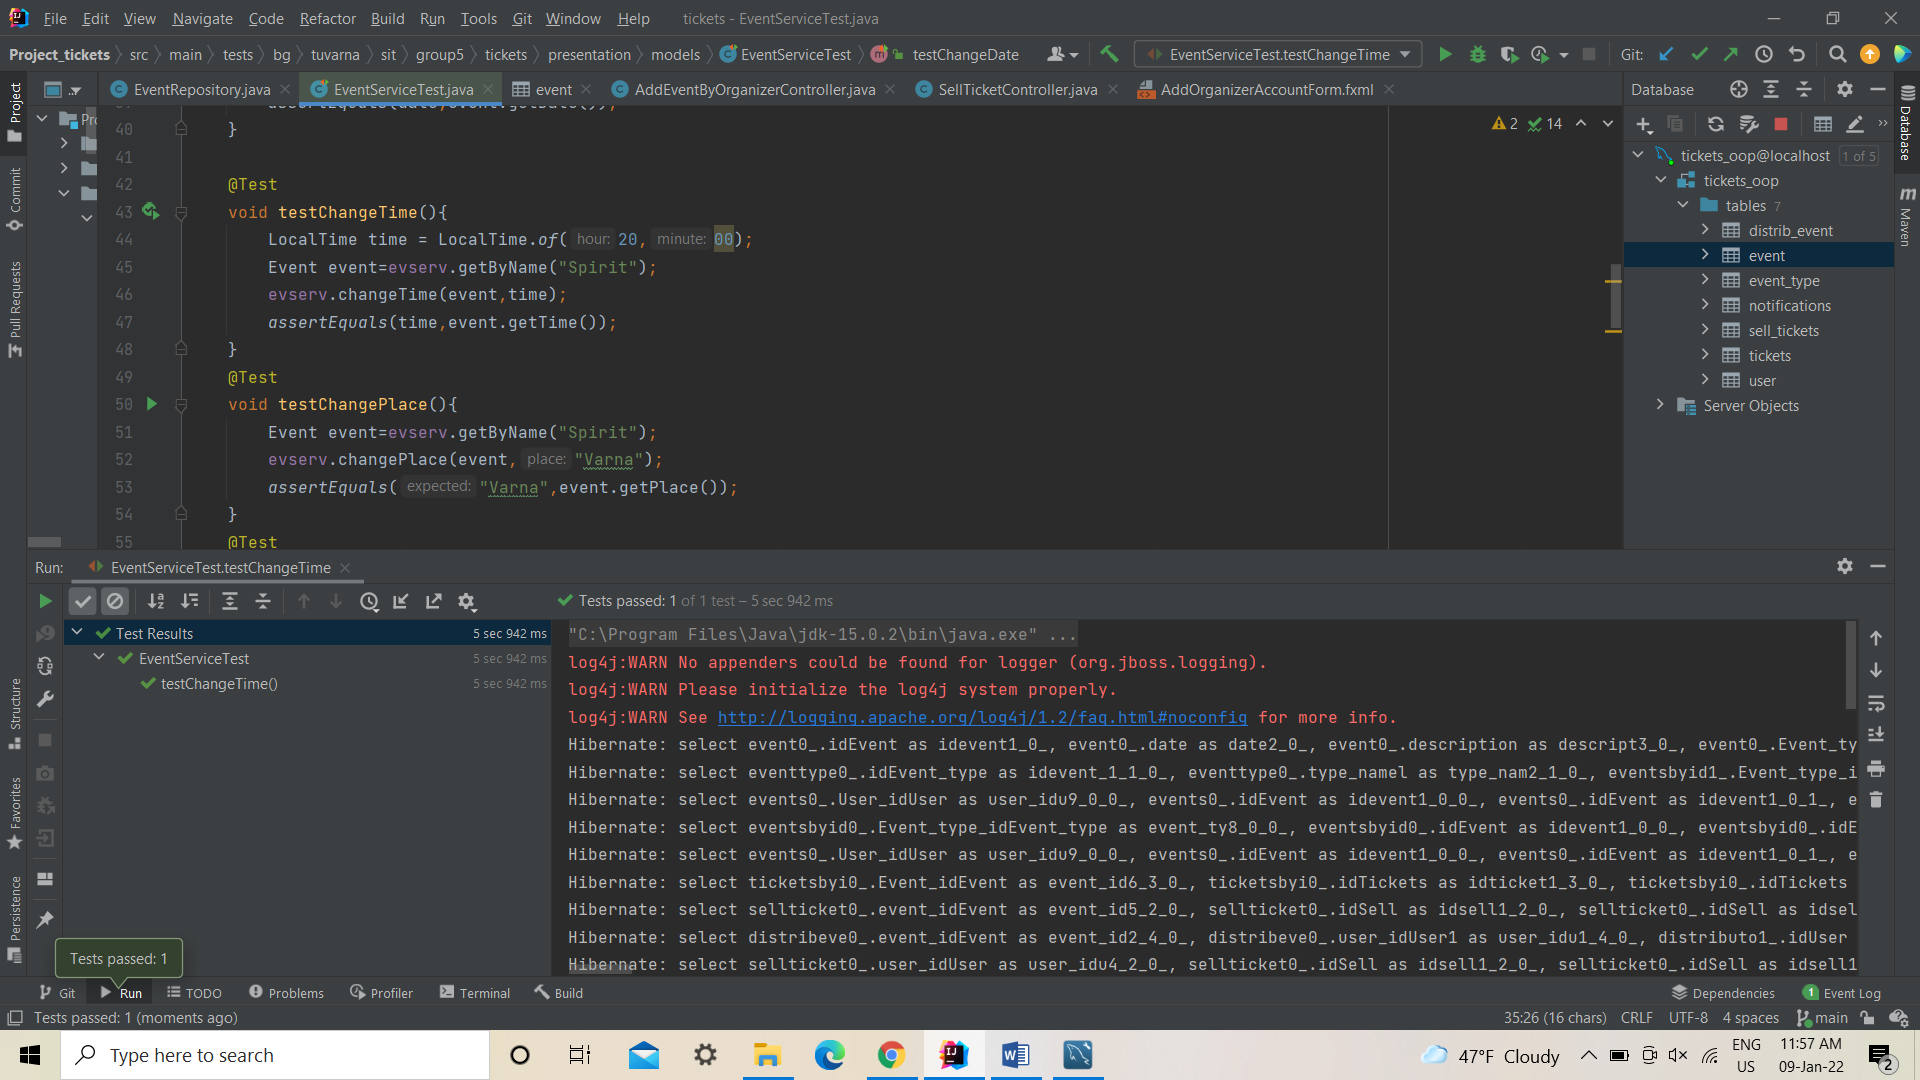 File Edit View Navigate Code Refactor Build Run Tools Git Window Help tickets - EventServiceTest.java
Project_tickets src main tests bg tuvarna sit group5 tickets presentation models EventServiceTest testChangeDate EventServiceTest.testChangeTime Git:
EventRepository.java EventServiceTest.java event AddEventByOrganizerController.java SellTicketController.java AddOrganizerAccountForm.fxml
Database
Project
Commit
Pull Requests
Structure
Favorites
Persistence
Database
Maven
2 14
40 }
41
42 @Test
43 void testChangeTime(){
44 LocalTime time = LocalTime.of( hour: 20, minute: 00);
45 Event event=evserv.getByName("Spirit");
46 evserv.changeTime(event,time);
47 assertEquals(time,event.getTime());
48 }
49 @Test
50 void testChangePlace(){
51 Event event=evserv.getByName("Spirit");
52 evserv.changePlace(event, place: "Varna");
53 assertEquals( expected: "Varna",event.getPlace());
54 }
55 @Test
tickets_oop@localhost 1 of 5
tickets_oop
tables 7
distrib_event
event
event_type
notifications
sell_tickets
tickets
user
Server Objects
Run: EventServiceTest.testChangeTime
Tests passed: 1 of 1 test – 5 sec 942 ms
Test Results 5 sec 942 ms
EventServiceTest 5 sec 942 ms
testChangeTime() 5 sec 942 ms
"C:\Program Files\Java\jdk-15.0.2\bin\java.exe" ...
log4j:WARN No appenders could be found for logger (org.jboss.logging).
log4j:WARN Please initialize the log4j system properly.
log4j:WARN See http://logging.apache.org/log4j/1.2/faq.html#noconfig for more info.
Hibernate: select event0_.idEvent as idevent1_0_, event0_.date as date2_0_, event0_.description as descript3_0_, event0_.Event_ty
Hibernate: select eventtype0_.idEvent_type as idevent_1_1_0_, eventtype0_.type_namel as type_nam2_1_0_, eventsbyid1_.Event_type_i
Hibernate: select events0_.User_idUser as user_idu9_0_0_, events0_.idEvent as idevent1_0_0_, events0_.idEvent as idevent1_0_1_, e
Hibernate: select eventsbyid0_.Event_type_idEvent_type as event_ty8_0_0_, eventsbyid0_.idEvent as idevent1_0_0_, eventsbyid0_.idE
Hibernate: select events0_.User_idUser as user_idu9_0_0_, events0_.idEvent as idevent1_0_0_, events0_.idEvent as idevent1_0_1_, e
Hibernate: select ticketsbyi0_.Event_idEvent as event_id6_3_0_, ticketsbyi0_.idTickets as idticket1_3_0_, ticketsbyi0_.idTickets
Hibernate: select sellticket0_.event_idEvent as event_id5_2_0_, sellticket0_.idSell as idsell1_2_0_, sellticket0_.idSell as idsel
Hibernate: select distribeve0_.event_idEvent as event_id2_4_0_, distribeve0_.user_idUser1 as user_idu1_4_0_, distributo1_.idUser
Hibernate: select sellticket0_.user_idUser as user_idu4_2_0_, sellticket0_.idSell as idsell1_2_0_, sellticket0_.idSell as idsell1
Tests passed: 1
Git Run TODO Problems Profiler Terminal Build Dependencies 1 Event Log
Tests passed: 1 (moments ago) 35:26 (16 chars) CRLF UTF-8 4 spaces main
Type here to search
47°F Cloudy
ENG
US
11:57 AM
09-Jan-22
2